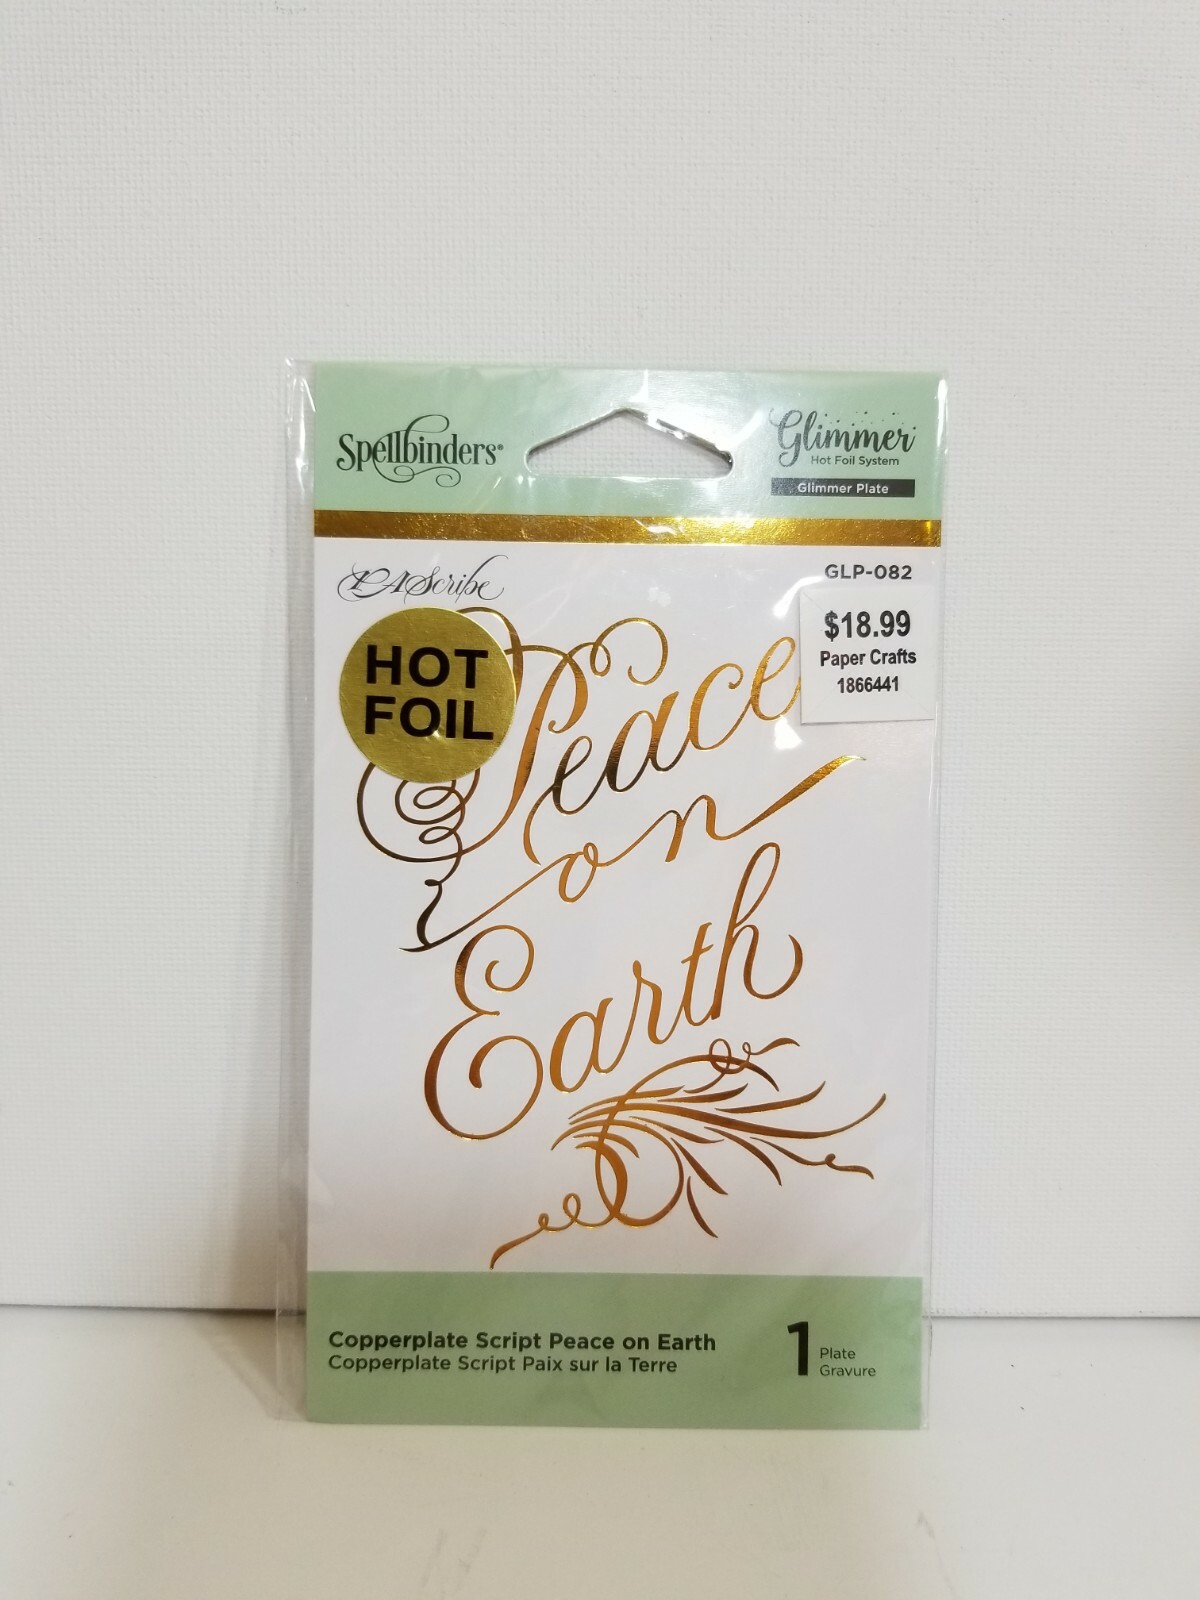 Spellbinders®
Glimmer
Hot Foil System
Glimmer Plate
PAScribe
GLP-082
HOT
FOIL
$18.99
Paper Crafts
1866441
Peace
on
Earth
Copperplate Script Peace on Earth
Copperplate Script Paix sur la Terre
1
Plate
Gravure